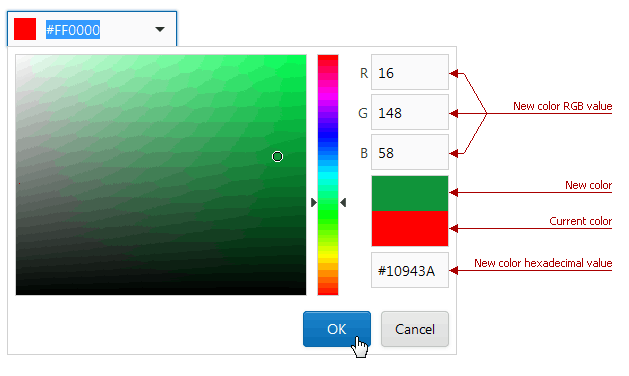 #FF0000
R 16
New color RGB value
G 148
B 58
New color
Current color
#10943A
New color hexadecimal value
OK
Cancel